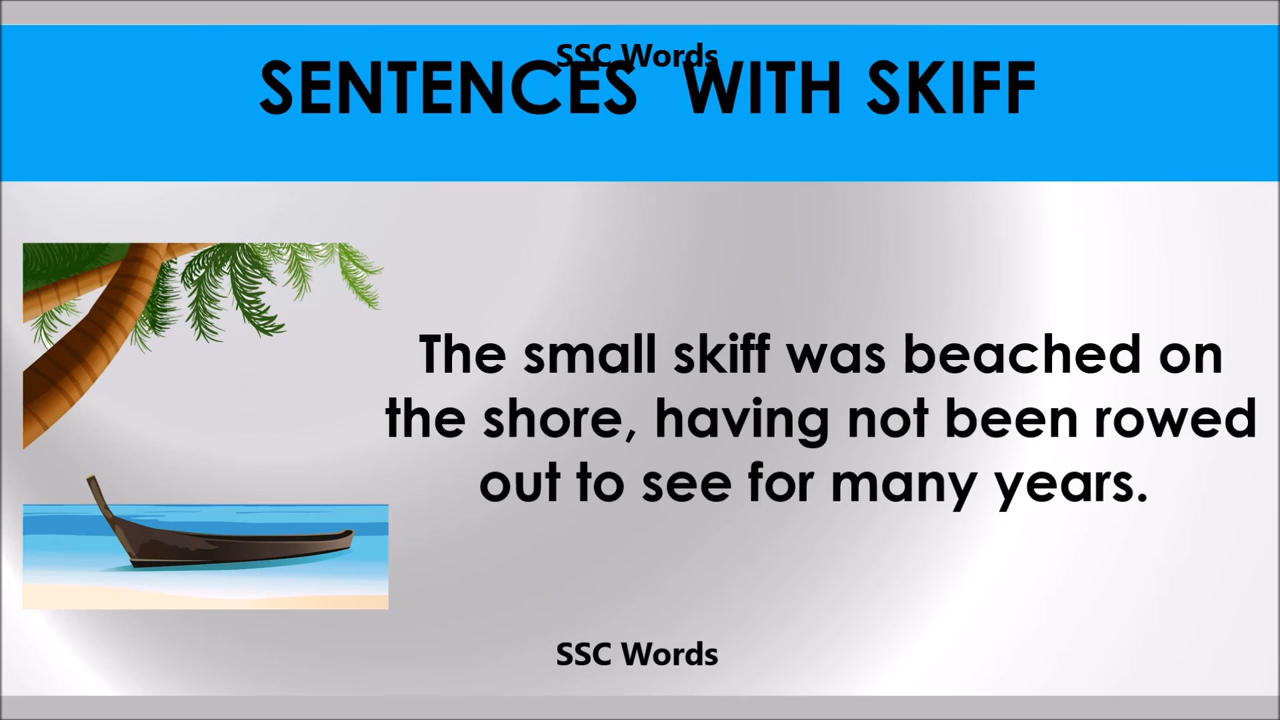 SSC Words
SENTENCES WITH SKIFF
The small skiff was beached on
the shore, having not been rowed
out to see for many years.
SSC Words